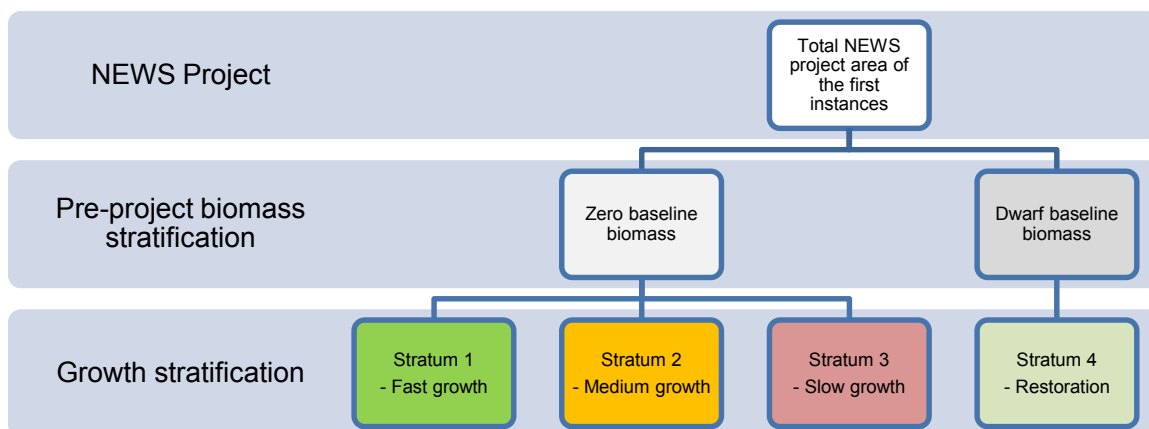 NEWS Project
Total NEWS
project area of
the first
instances
Pre-project biomass
stratification
Zero baseline
biomass
Dwarf baseline
biomass
Growth stratification
Stratum 1
- Fast growth
Stratum 2
- Medium growth
Stratum 3
- Slow growth
Stratum 4
- Restoration